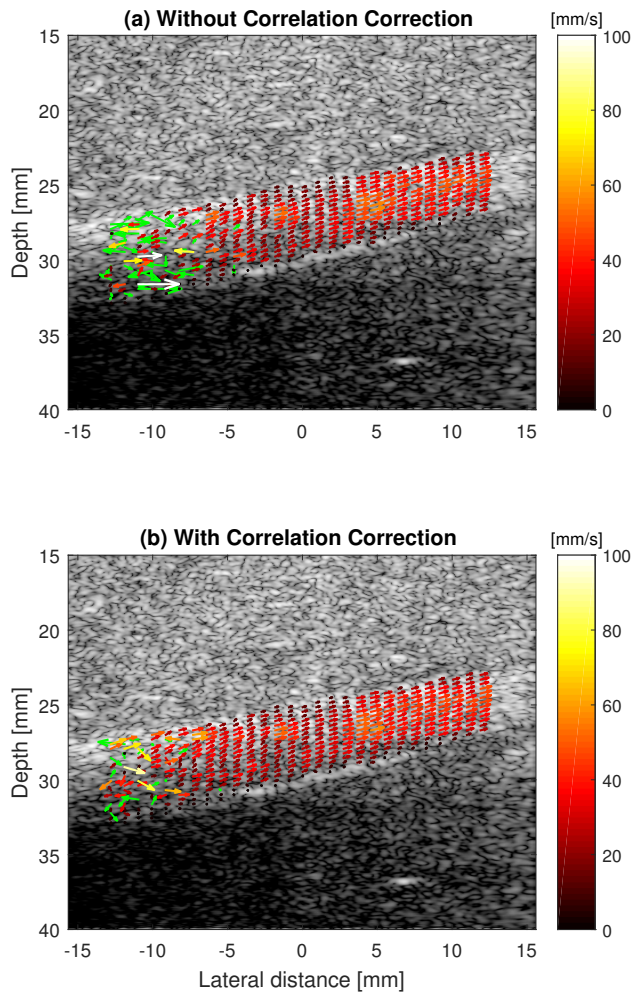 (a) Without Correlation Correction
[mm/s]
15
20
25
30
35
40
Depth [mm]
-15 -10 -5 0 5 10 15
100
80
60
40
20
0
(b) With Correlation Correction
[mm/s]
15
20
25
30
35
40
Depth [mm]
-15 -10 -5 0 5 10 15
Lateral distance [mm]
100
80
60
40
20
0